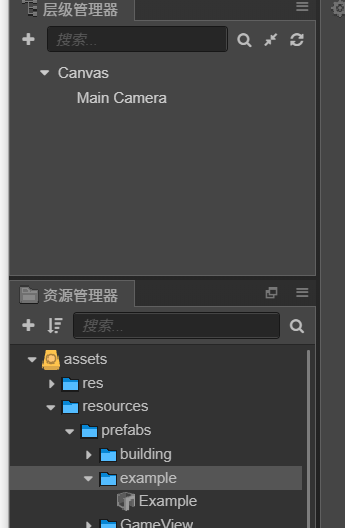 层级管理器
搜索...
Canvas
Main Camera
资源管理器
搜索...
assets
res
resources
prefabs
building
example
Example
GameView